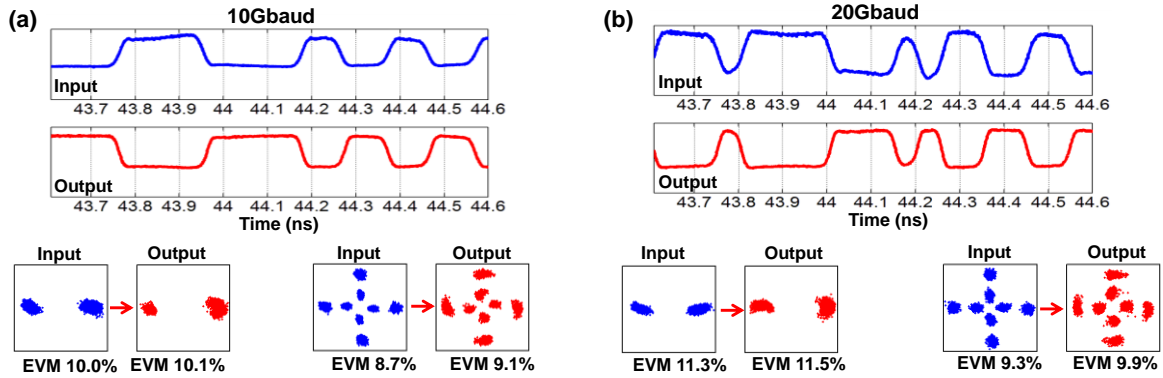 (a)
10Gbaud
Input
43.7 43.8 43.9 44 44.1 44.2 44.3 44.4 44.5 44.6
Output
43.7 43.8 43.9 44 44.1 44.2 44.3 44.4 44.5 44.6
Time (ns)
Input Output Input Output
EVM 10.0% EVM 10.1% EVM 8.7% EVM 9.1%
(b)
20Gbaud
Input
43.7 43.8 43.9 44 44.1 44.2 44.3 44.4 44.5 44.6
Output
43.7 43.8 43.9 44 44.1 44.2 44.3 44.4 44.5 44.6
Time (ns)
Input Output Input Output
EVM 11.3% EVM 11.5% EVM 9.3% EVM 9.9%